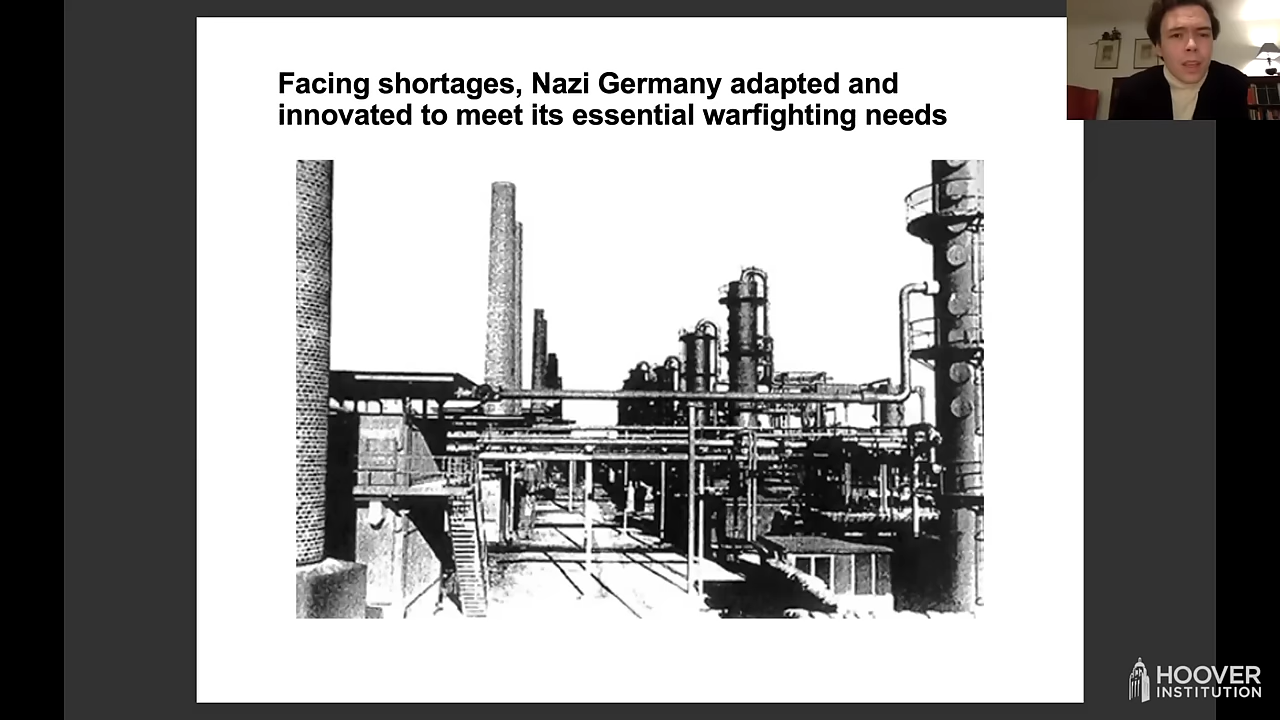 Facing shortages, Nazi Germany adapted and
innovated to meet its essential warfighting needs
HOOVER
INSTITUTION